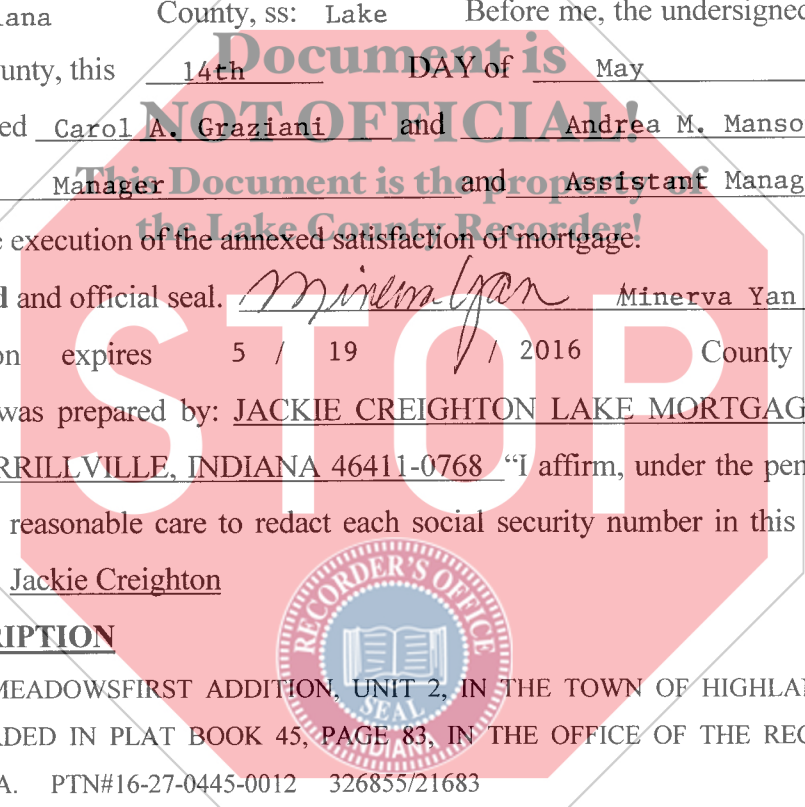 iana County, ss: Lake Before me, the undersigned
Document is
unty, this 14th DAY of May
NOT OFFICIAL!
ed Carol A. Graziani and Andrea M. Manso
This Document is the property of
Manager and Assistant Manag
the Lake County Recorder!
e execution of the annexed satisfaction of mortgage.
d and official seal. Minerva Yan Minerva Yan
STOP
on expires 5 / 19 / 2016 County
was prepared by: JACKIE CREIGHTON LAKE MORTGAG
RRILLVILLE, INDIANA 46411-0768 “I affirm, under the pen
reasonable care to redact each social security number in this
Jackie Creighton
RECORDER'S OFFICE
SEAL
INDIANA
RIPTION
MEADOWSFIRST ADDITION, UNIT 2, IN THE TOWN OF HIGHLA
RDED IN PLAT BOOK 45, PAGE 83, IN THE OFFICE OF THE REC
A. PTN#16-27-0445-0012 326855/21683